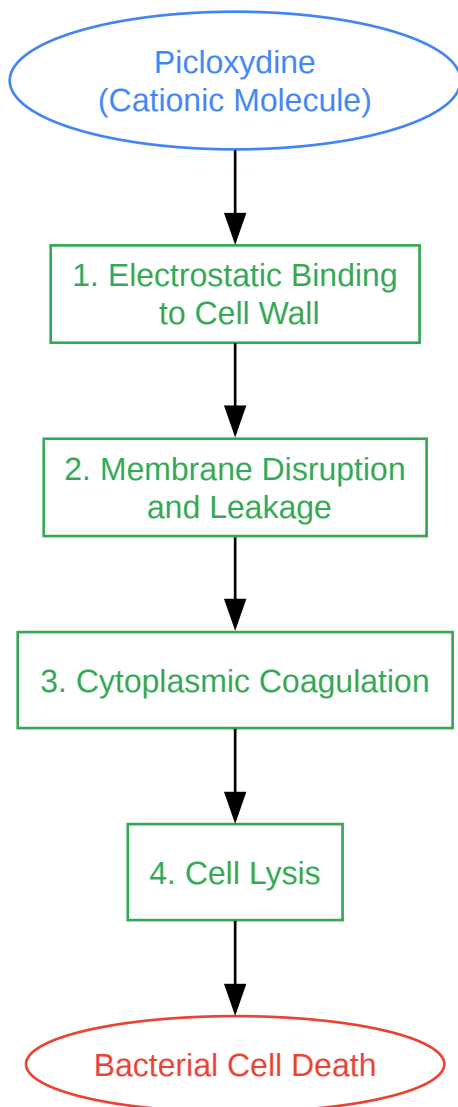 Picloxydine
(Cationic Molecule)
1. Electrostatic Binding
to Cell Wall
2. Membrane Disruption
and Leakage
3. Cytoplasmic Coagulation
4. Cell Lysis
Bacterial Cell Death